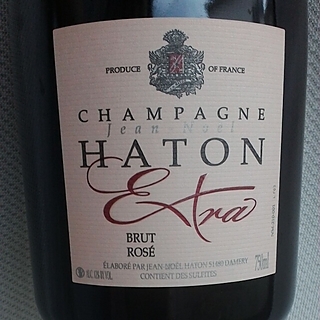 PRODUCE OF FRANCE
CHAMPAGNE
Jean Noël
HATON
Extra
BRUT
ROSÉ
750ml
ÉLABORÉ PAR JEAN-NOËL HATON 51480 DAMERY
CONTIENT DES SULFITES